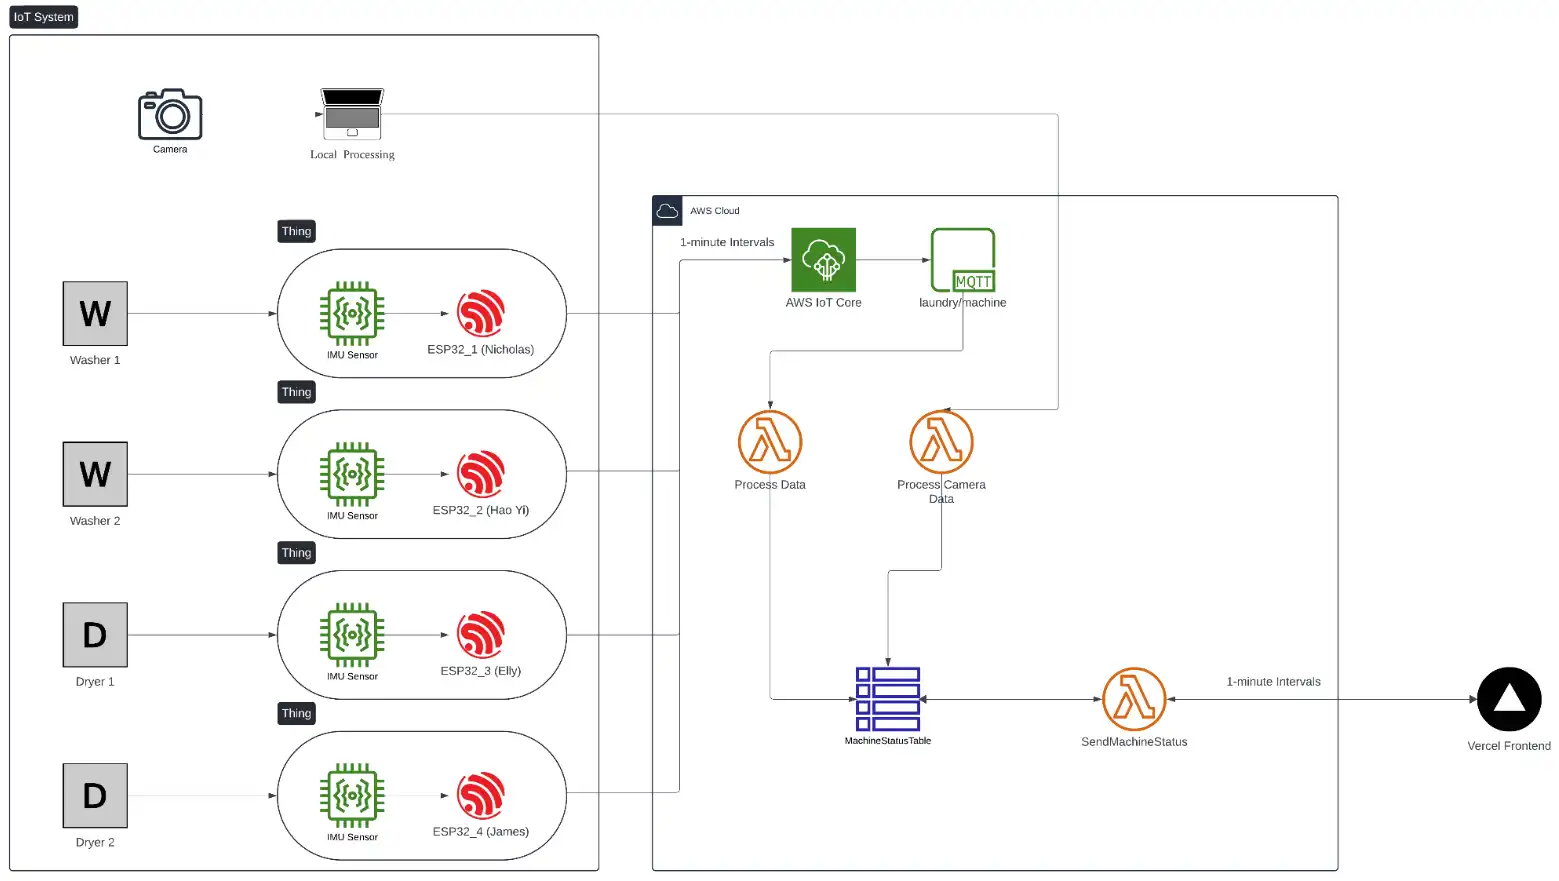 IoT System
Camera
Local Processing
AWS Cloud
Thing
1-minute Intervals
MQTT
W
Washer 1
IMU Sensor
ESP32_1 (Nicholas)
AWS IoT Core
laundry/machine
Thing
W
Washer 2
IMU Sensor
ESP32_2 (Hao Yi)
Process Data
Process Camera
Data
Thing
D
Dryer 1
IMU Sensor
ESP32_3 (Elly)
1-minute Intervals
MachineStatusTable
SendMachineStatus
Vercel Frontend
Thing
D
Dryer 2
IMU Sensor
ESP32_4 (James)